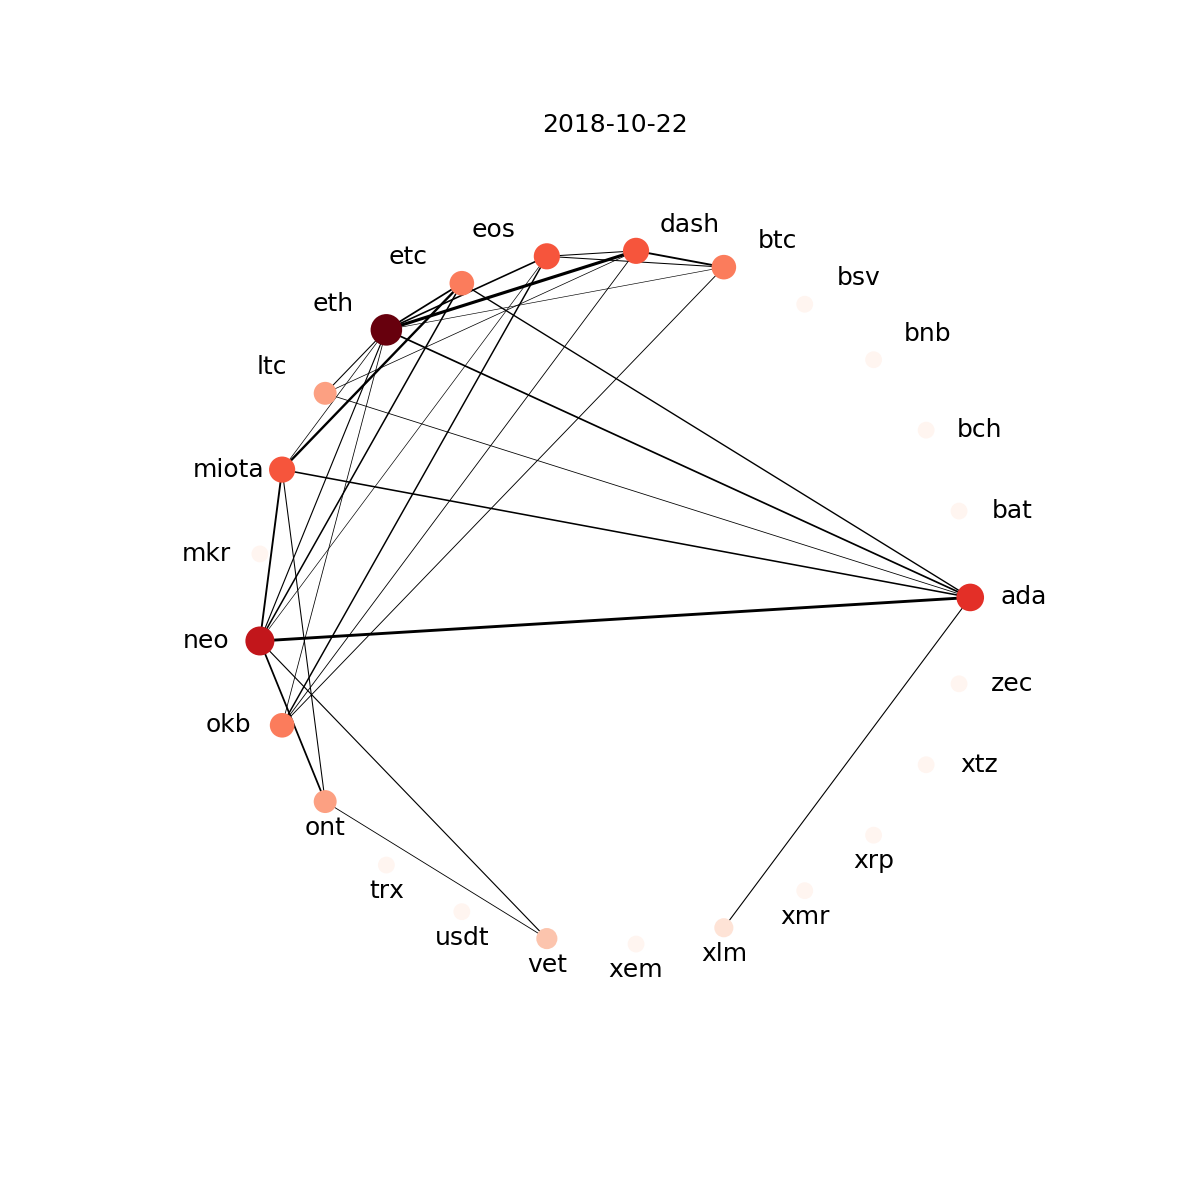 2018-10-22
dash
eos
btc
etc
bsv
eth
bnb
ltc
bch
miota
bat
mkr
ada
neo
zec
okb
xtz
ont
xrp
trx
xmr
usdt
xlm
vet
xem